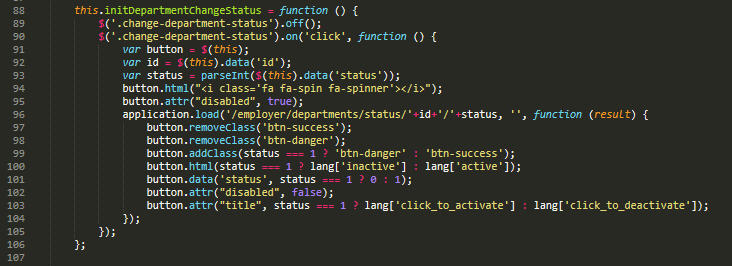 88 this.initDepartmentChangeStatus = function () {
89 $('.change-department-status').off();
90 $('.change-department-status').on('click', function () {
91 var button = $(this);
92 var id = $(this).data('id');
93 var status = parseInt($(this).data('status'));
94 button.html("<i class='fa fa-spin fa-spinner'></i>");
95 button.attr("disabled", true);
96 application.load('/employer/departments/status/'+id+'/'+status, '', function (result) {
97 button.removeClass('btn-success');
98 button.removeClass('btn-danger');
99 button.addClass(status === 1 ? 'btn-danger' : 'btn-success');
100 button.html(status === 1 ? lang['inactive'] : lang['active']);
101 button.data('status', status === 1 ? 0 : 1);
102 button.attr("disabled", false);
103 button.attr("title", status === 1 ? lang['click_to_activate'] : lang['click_to_deactivate']);
104 });
105 });
106 };
107